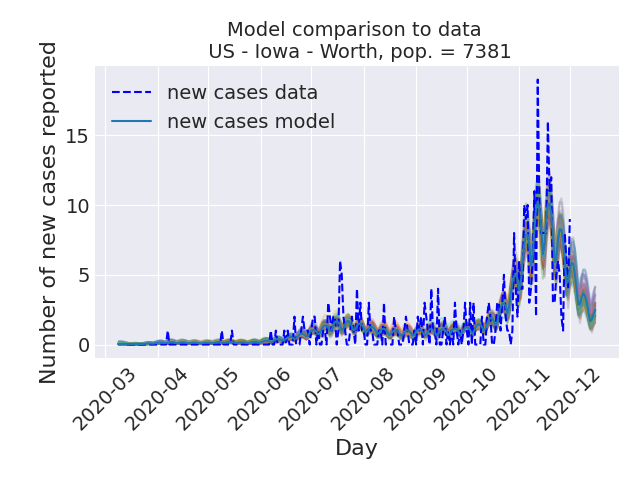 Model comparison to data
US - Iowa - Worth, pop. = 7381
new cases data
new cases model
Number of new cases reported
15
10
5
0
2020-03
2020-04
2020-05
2020-06
2020-07
2020-08
2020-09
2020-10
2020-11
2020-12
Day